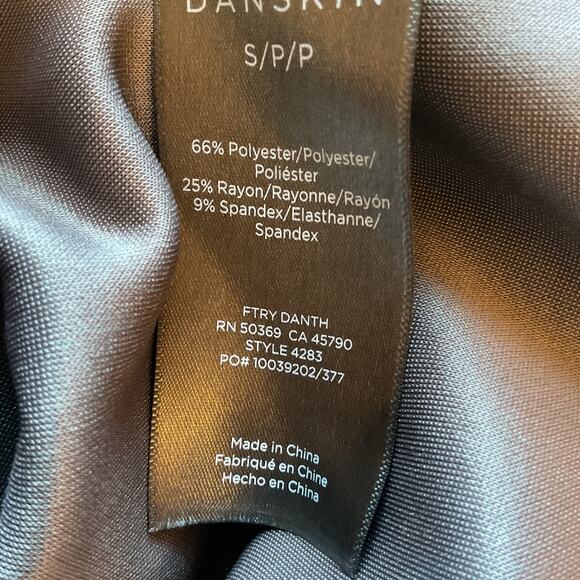 DANSKIN
S/P/P
66% Polyester/Polyester/
Poliéster
25% Rayon/Rayonne/Rayón
9% Spandex/Elasthanne/
Spandex
FTRY DANTH
RN 50369 CA 45790
STYLE 4283
PO# 10039202/377
Made in China
Fabriqué en Chine
Hecho en China